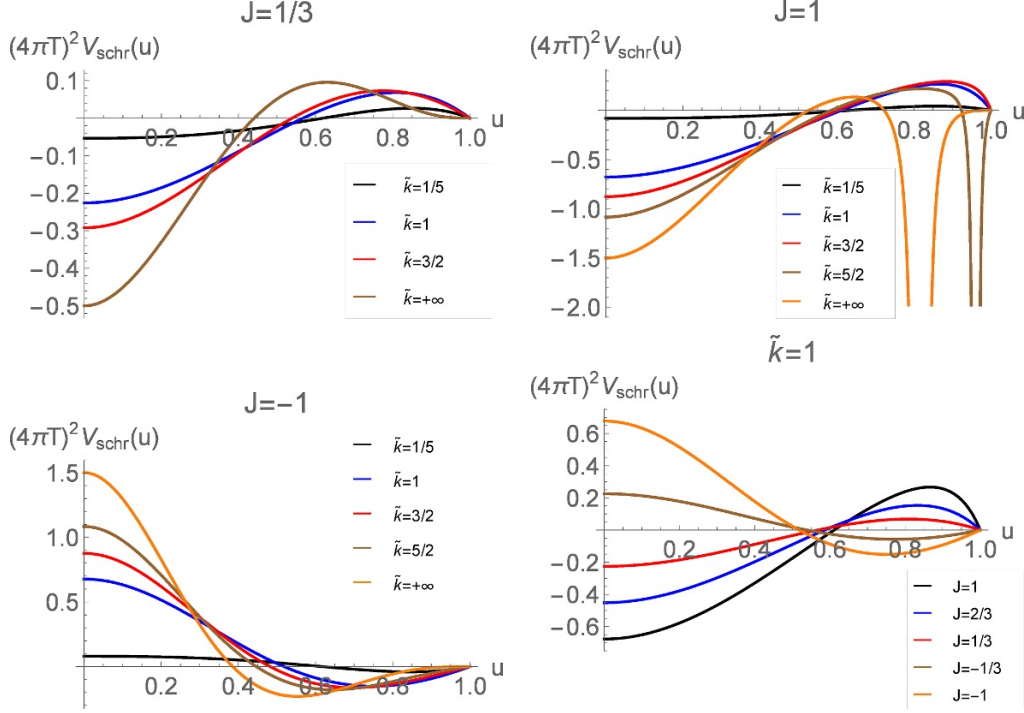 J=1/3
(4πT)²V_schr(u)
0.1
u
0.2
0.4
0.6
0.8
1.0
−0.1
−0.2
−0.3
−0.4
−0.5
k̃=1/5
k̃=1
k̃=3/2
k̃=+∞
J=1
(4πT)²V_schr(u)
u
0.2
0.4
0.6
0.8
1.0
−0.5
−1.0
−1.5
−2.0
k̃=1/5
k̃=1
k̃=3/2
k̃=5/2
k̃=+∞
J=−1
(4πT)²V_schr(u)
1.5
1.0
0.5
u
0.2
0.4
0.6
0.8
1.0
k̃=1/5
k̃=1
k̃=3/2
k̃=5/2
k̃=+∞
k̃=1
(4πT)²V_schr(u)
0.6
0.4
0.2
u
0.2
0.4
0.6
0.8
1.0
−0.2
−0.4
−0.6
J=1
J=2/3
J=1/3
J=−1/3
J=−1